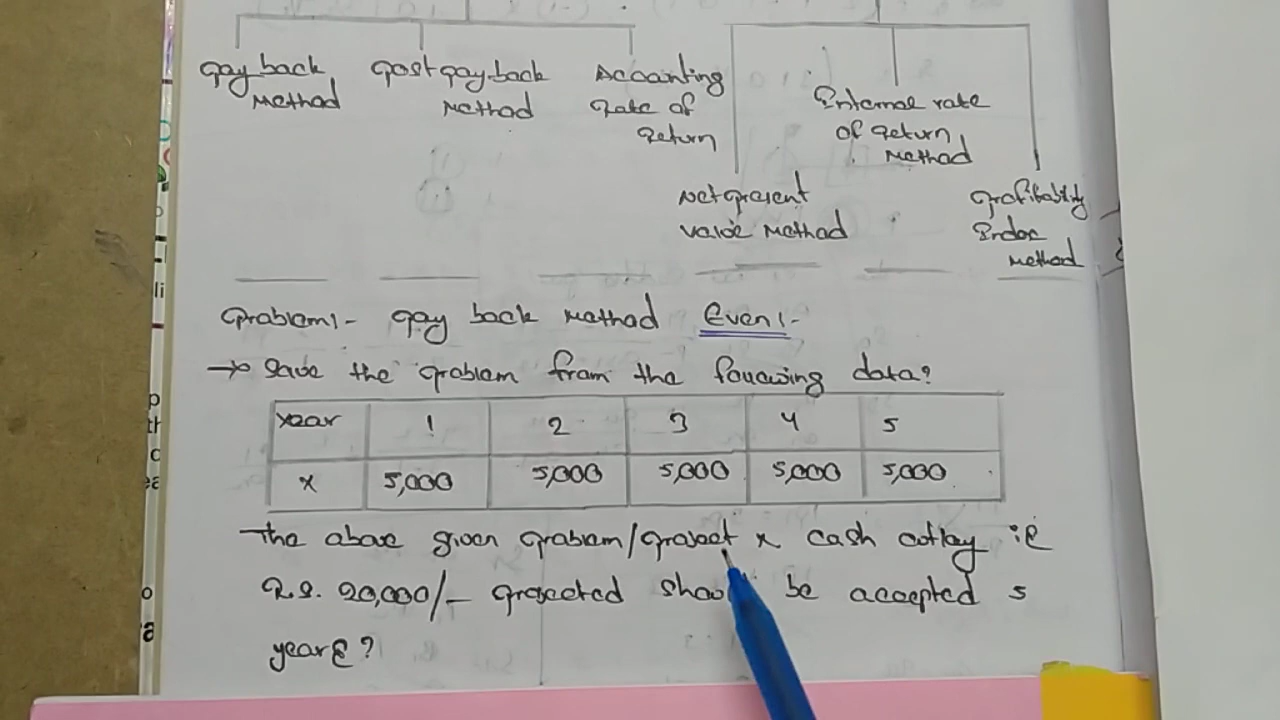 Pay back Method
Post pay-back Method
Accounting Rate of Return
Net present Value Method
Internal rate of Return Method
Profitability Index Method
Problem:- Pay back Method Even:-
→ Solve the problem from the following data?
Year 1 2 3 4 5
X 5,000 5,000 5,000 5,000 5,000
The above given problem/project X cash outlay is
R.S. 20,000/- projected should be accepted 5
years?